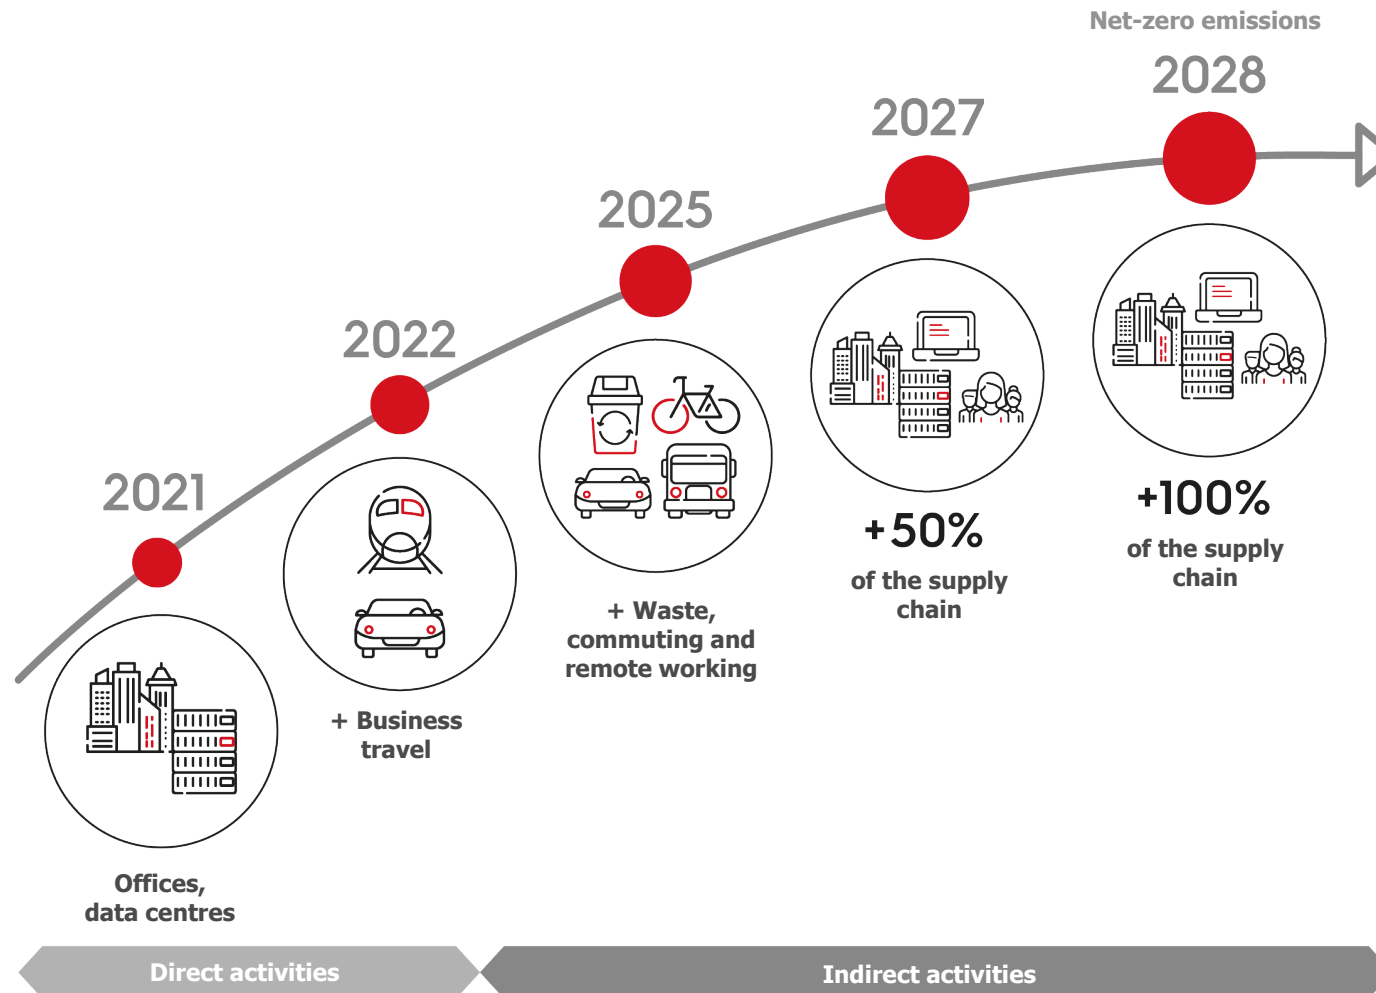 Net-zero emissions
2028
2027
2025
2022
2021
+100%
of the supply
chain
+50%
of the supply
chain
+ Waste,
commuting and
remote working
+ Business
travel
Offices,
data centres
Direct activities
Indirect activities